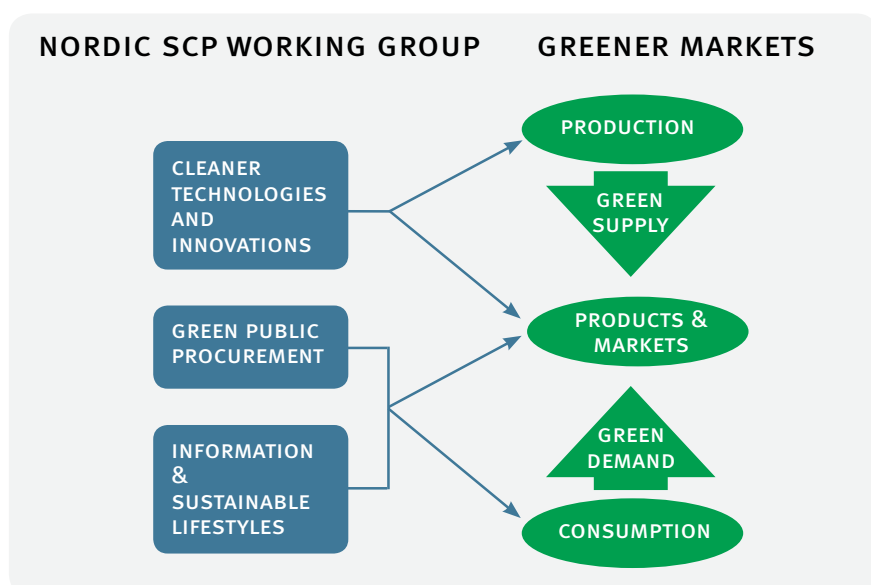 NORDIC SCP WORKING GROUP
GREENER MARKETS
CLEANER
TECHNOLOGIES
AND
INNOVATIONS
GREEN PUBLIC
PROCUREMENT
INFORMATION
&
SUSTAINABLE
LIFESTYLES
PRODUCTION
GREEN
SUPPLY
PRODUCTS &
MARKETS
GREEN
DEMAND
CONSUMPTION